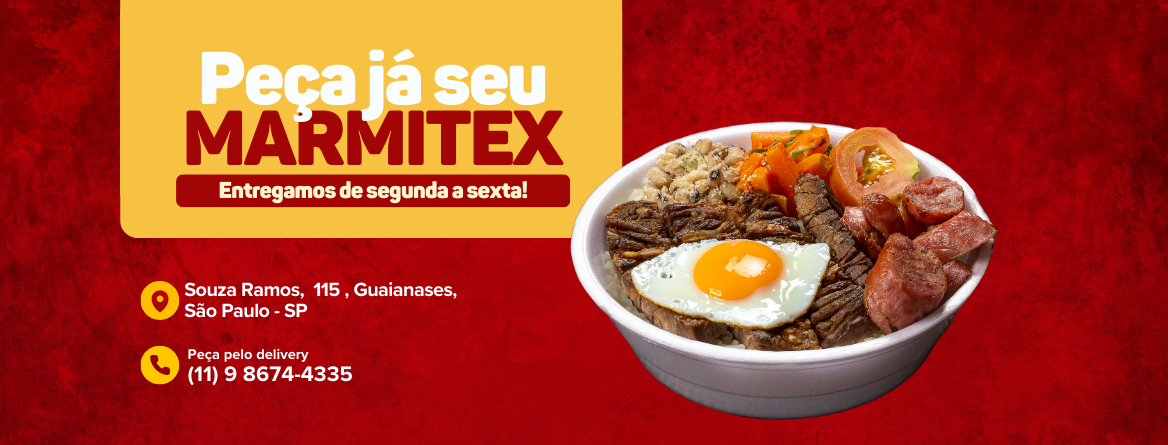 Peça já seu
MARMITEX
Entregamos de segunda a sexta!
Souza Ramos,  115 , Guaianases,
São Paulo - SP
Peça pelo delivery
(11) 9 8674-4335